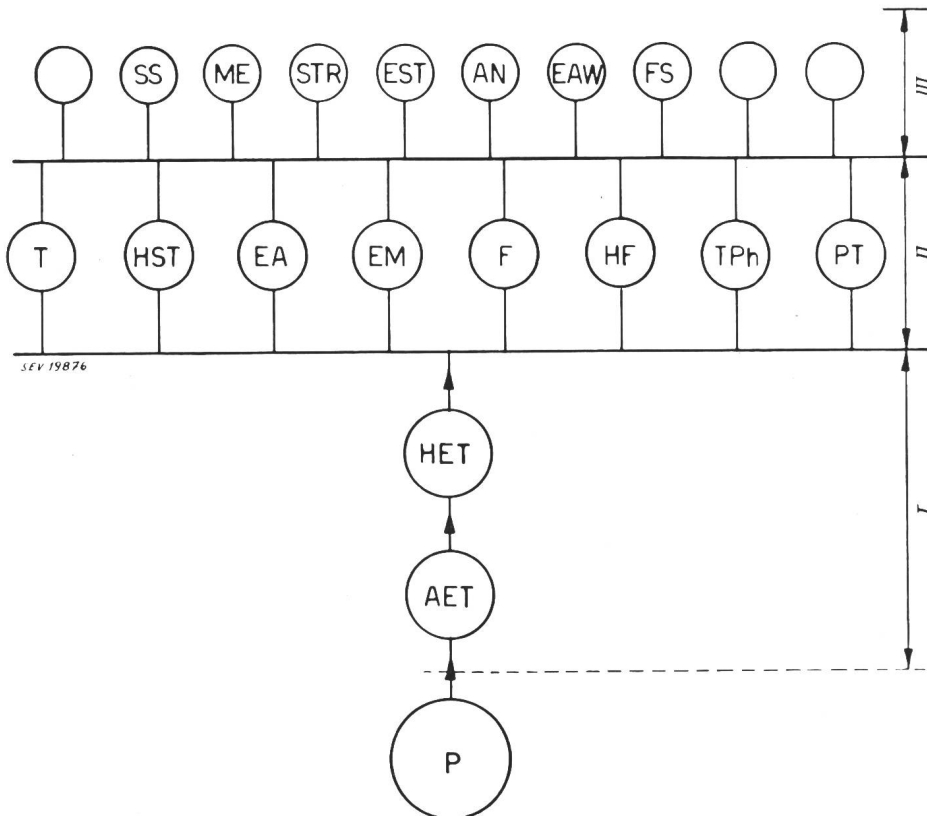 SS ME STR EST AN EAW FS
III
T HST EA EM F HF TPh PT
II
SEV 19876
HET
I
AET
P